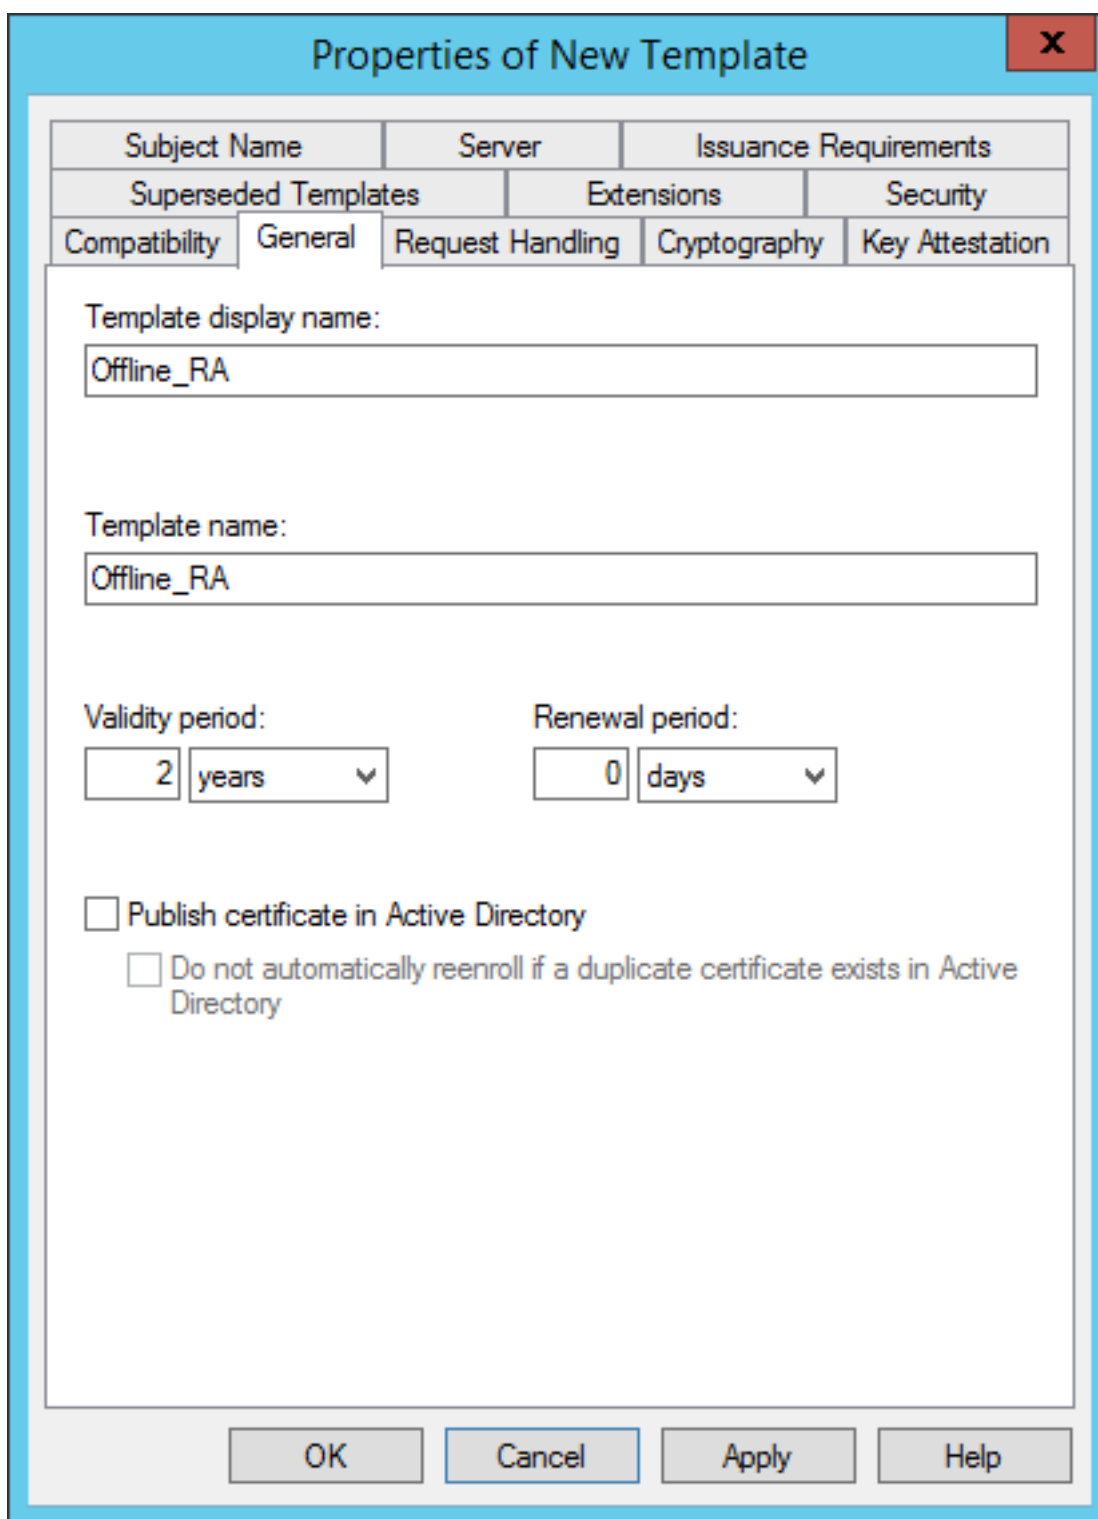 Properties of New Template
x
Subject Name Server Issuance Requirements
Superseded Templates Extensions Security
Compatibility General Request Handling Cryptography Key Attestation
Template display name:
Offline_RA
Template name:
Offline_RA
Validity period: Renewal period:
2 years 0 days
Publish certificate in Active Directory
Do not automatically reenroll if a duplicate certificate exists in Active
Directory
OK Cancel Apply Help